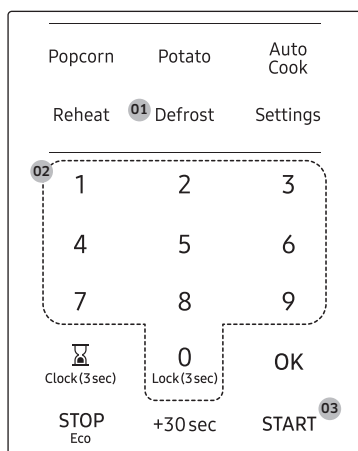 Popcorn Potato Auto Cook
Reheat 01 Defrost Settings
02
1 2 3
4 5 6
7 8 9
0 OK
Clock(3 sec) Lock(3 sec)
STOP +30 sec START 03
Eco